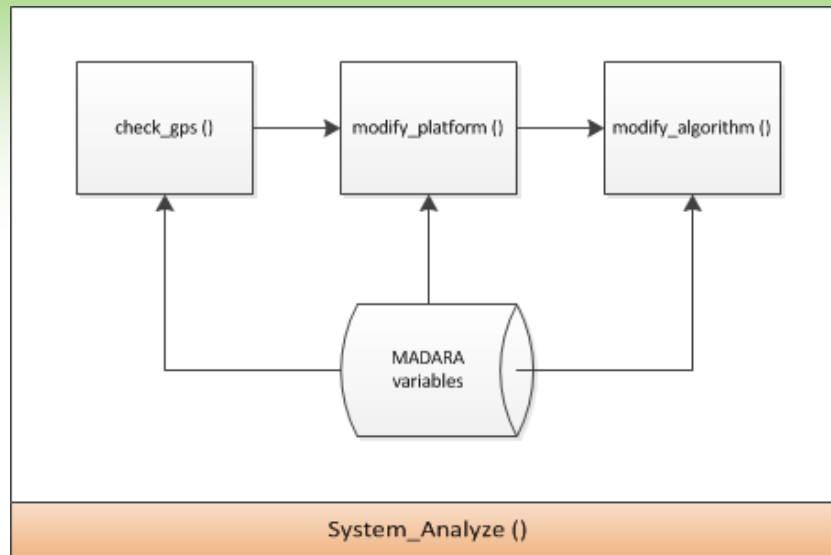 check_gps ()
modify_platform ()
modify_algorithm ()
MADARA
variables
System_Analyze ()